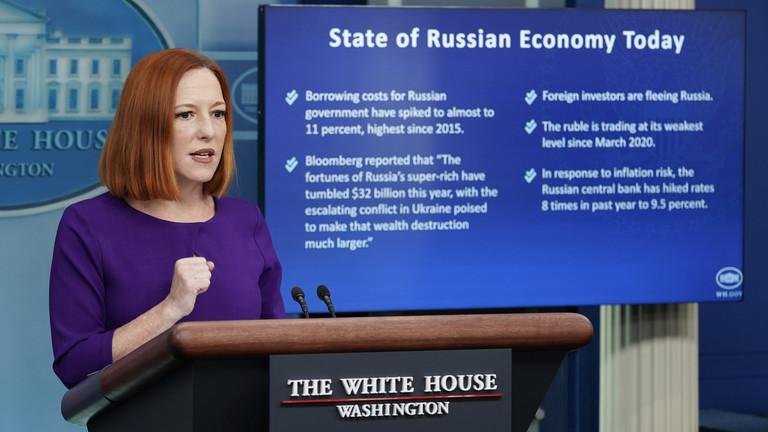 State of Russian Economy Today
Borrowing costs for Russian
government have spiked to almost to
11 percent, highest since 2015.
Bloomberg reported that “The
fortunes of Russia’s super-rich have
tumbled $32 billion this year, with the
escalating conflict in Ukraine poised
to make that wealth destruction
much larger.”
Foreign investors are fleeing Russia.
The ruble is trading at its weakest
level since March 2020.
In response to inflation risk, the
Russian central bank has hiked rates
8 times in past year to 9.5 percent.
WH.GOV
HOUSE
WASHINGTON
THE WHITE HOUSE
WASHINGTON